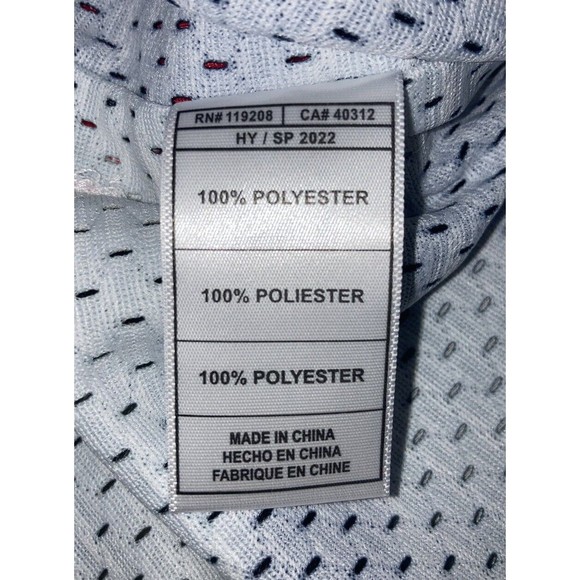 RN# 119208 CA# 40312
HY / SP 2022
100% POLYESTER
100% POLIESTER
100% POLYESTER
MADE IN CHINA
HECHO EN CHINA
FABRIQUE EN CHINE